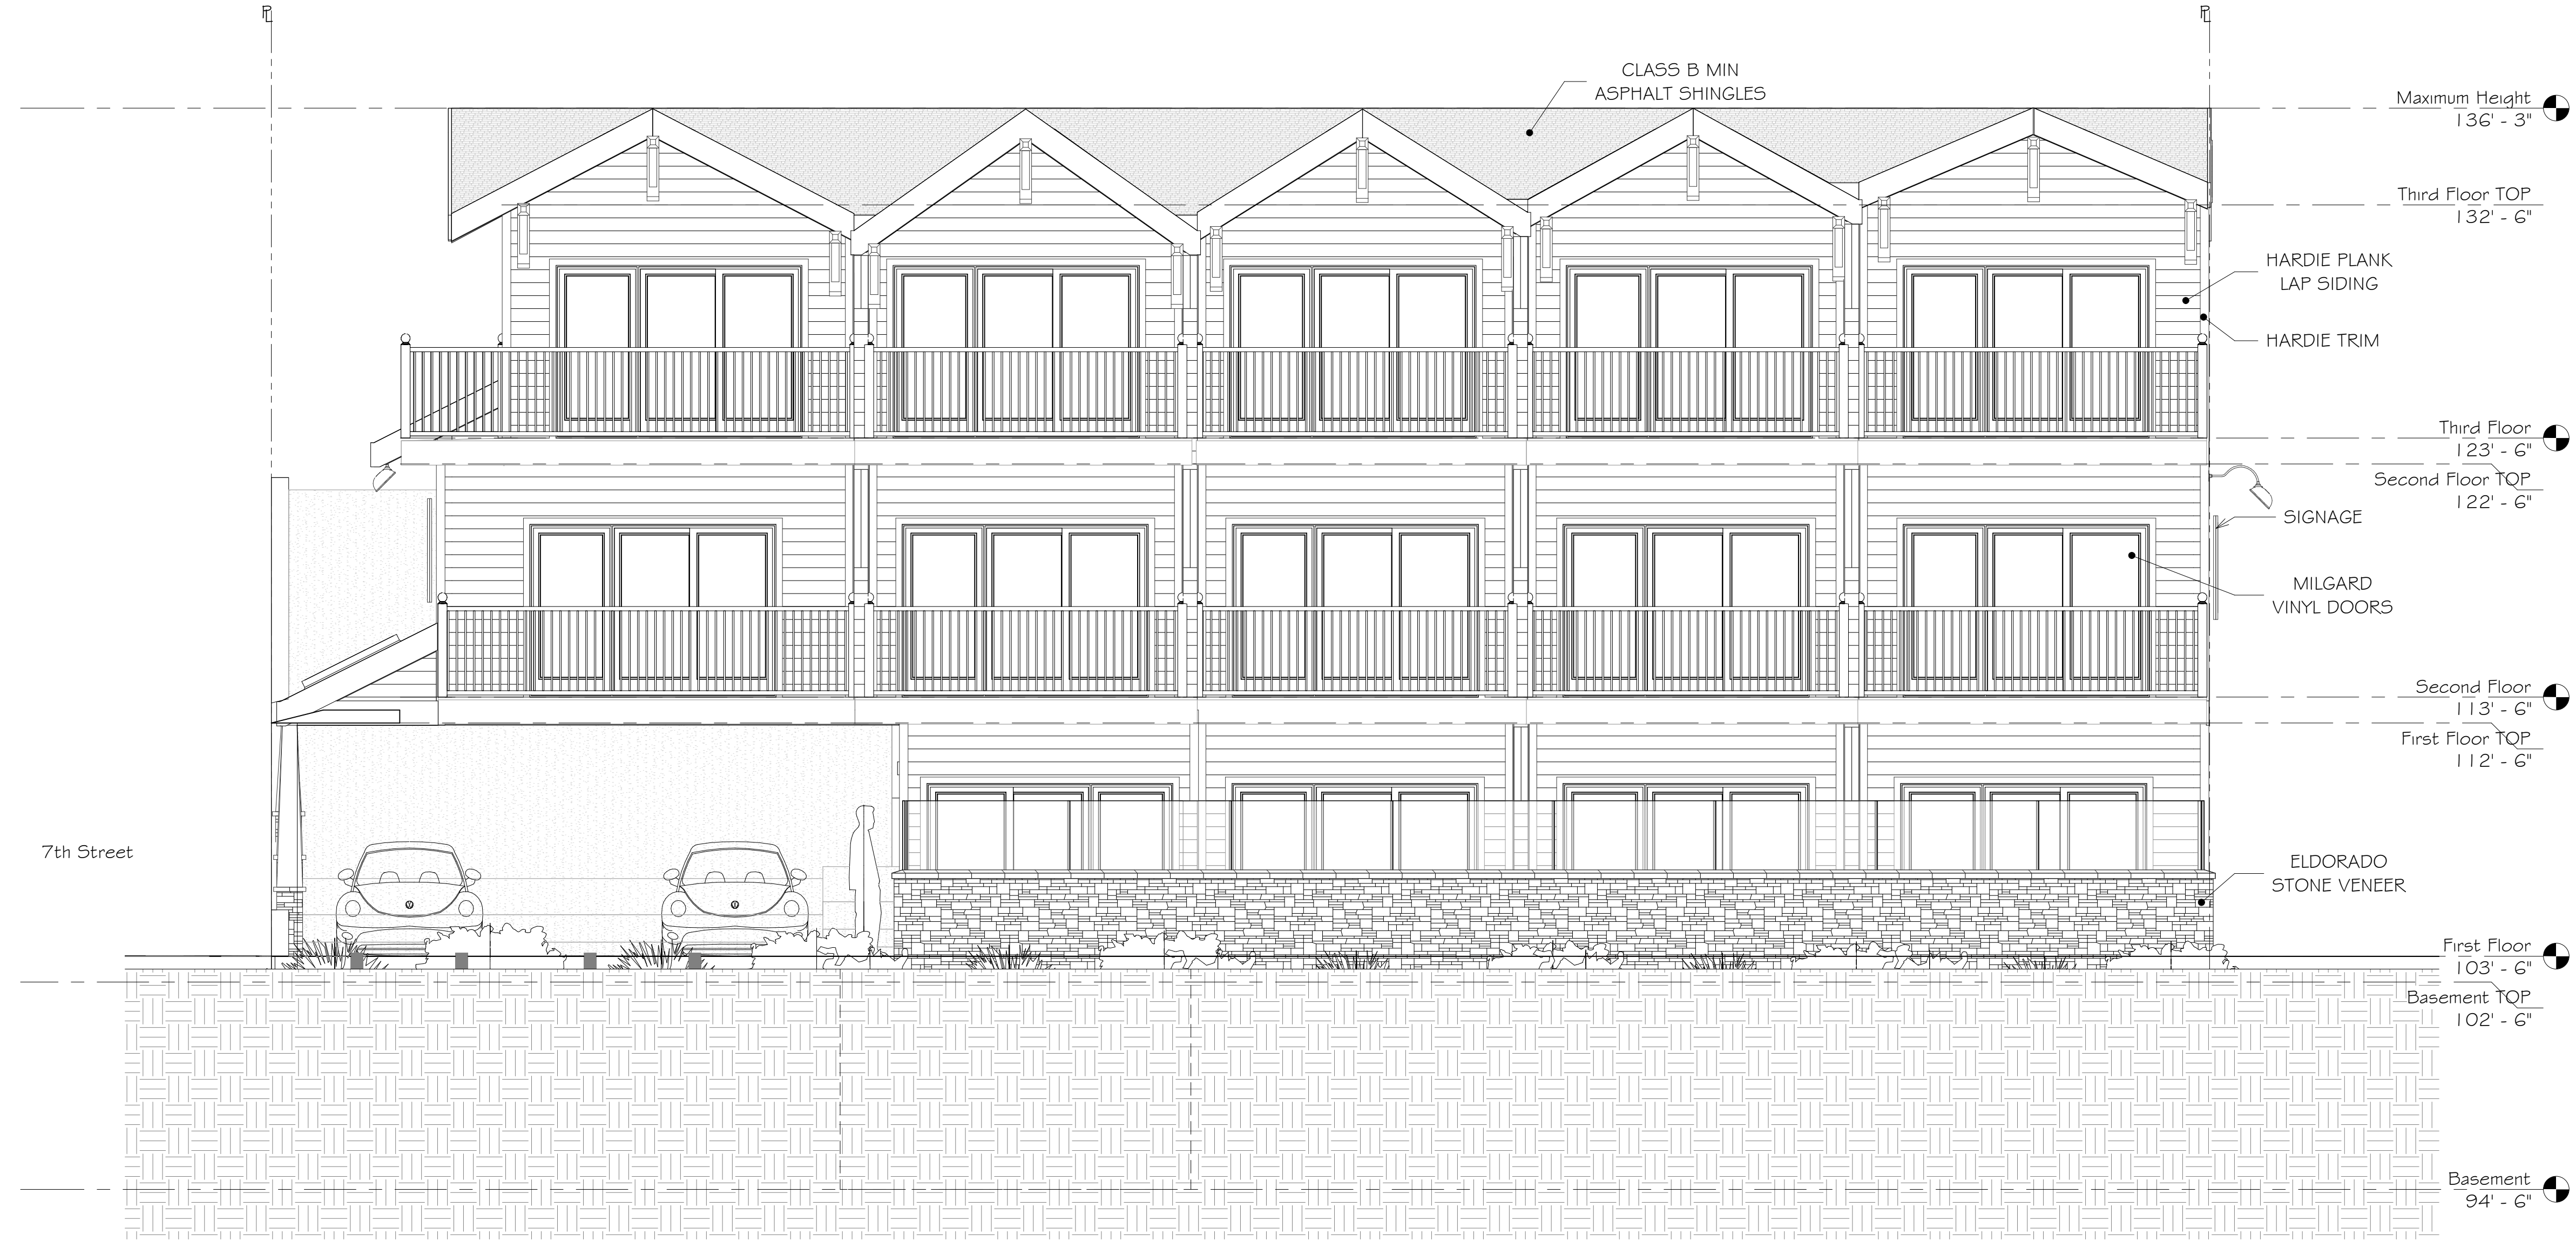 PL
PL
CLASS B MIN
ASPHALT SHINGLES
Maximum Height
136' - 3"
Third Floor TOP
132' - 6"
HARDIE PLANK
LAP SIDING
HARDIE TRIM
Third Floor
123' - 6"
Second Floor TOP
122' - 6"
SIGNAGE
MILGARD
VINYL DOORS
Second Floor
113' - 6"
First Floor TOP
112' - 6"
7th Street
ELDORADO
STONE VENEER
First Floor
103' - 6"
Basement TOP
102' - 6"
Basement
94' - 6"